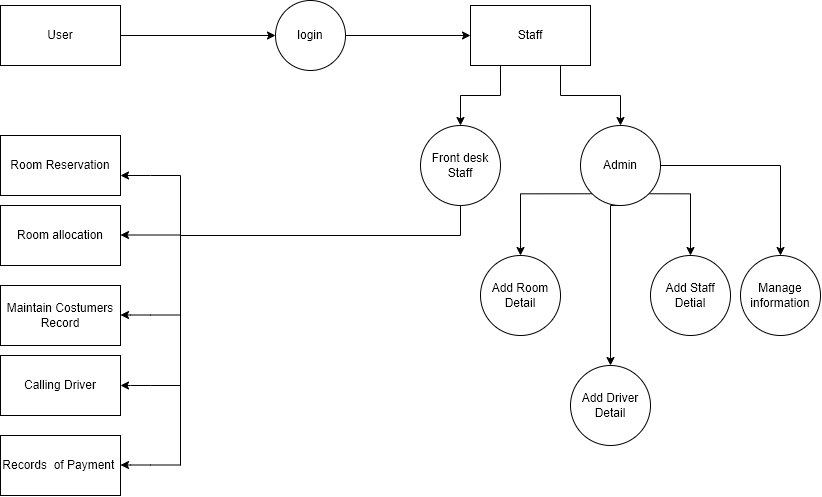 User
login
Staff
Front desk
Staff
Admin
Room Reservation
Room allocation
Maintain Costumers
Record
Calling Driver
Records  of Payment
Add Room
Detail
Add Staff
Detial
Manage
information
Add Driver
Detail